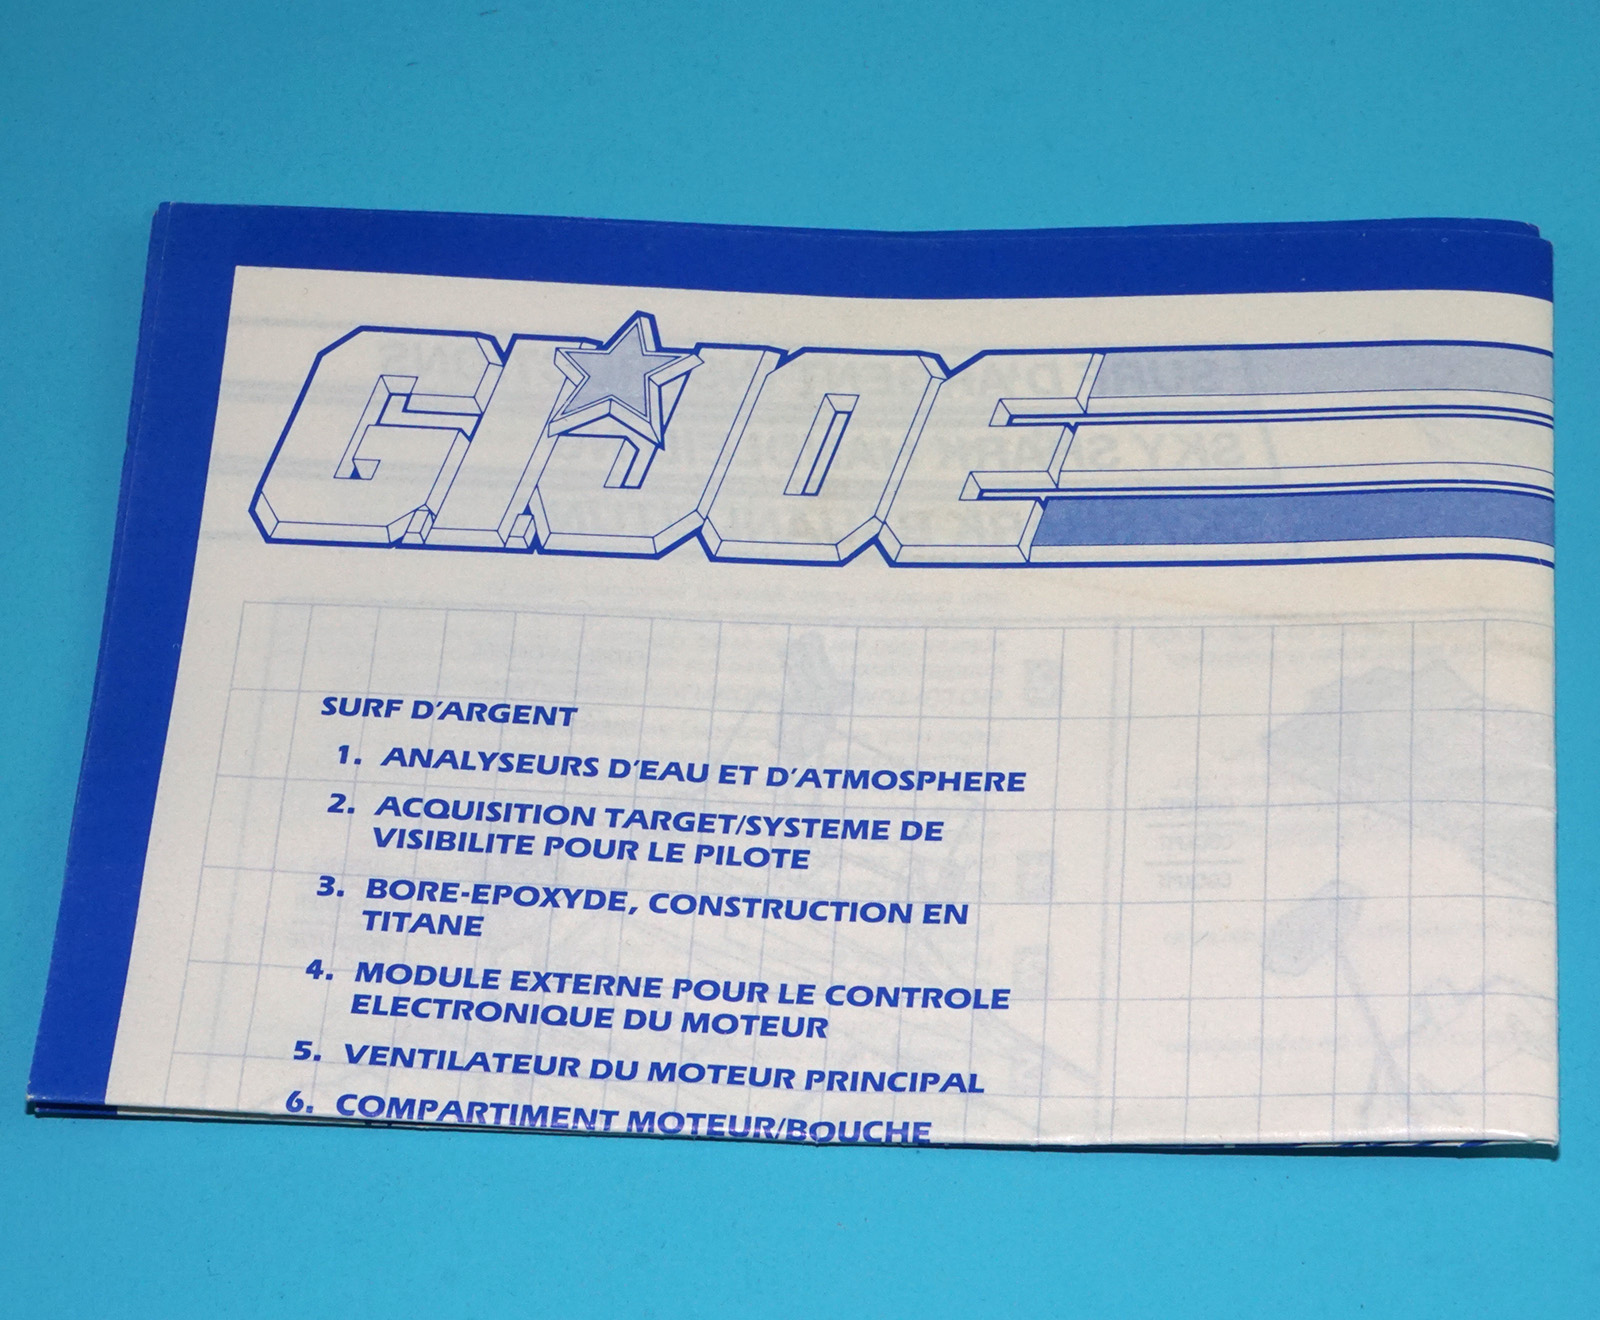 G.I. JOE
SURF D'ARGENT
1. ANALYSEURS D'EAU ET D'ATMOSPHERE
2. ACQUISITION TARGET/SYSTEME DE
VISIBILITE POUR LE PILOTE
3. BORE-EPOXYDE, CONSTRUCTION EN
TITANE
4. MODULE EXTERNE POUR LE CONTROLE
ELECTRONIQUE DU MOTEUR
5. VENTILATEUR DU MOTEUR PRINCIPAL
6. COMPARTIMENT MOTEUR/BOUCHE